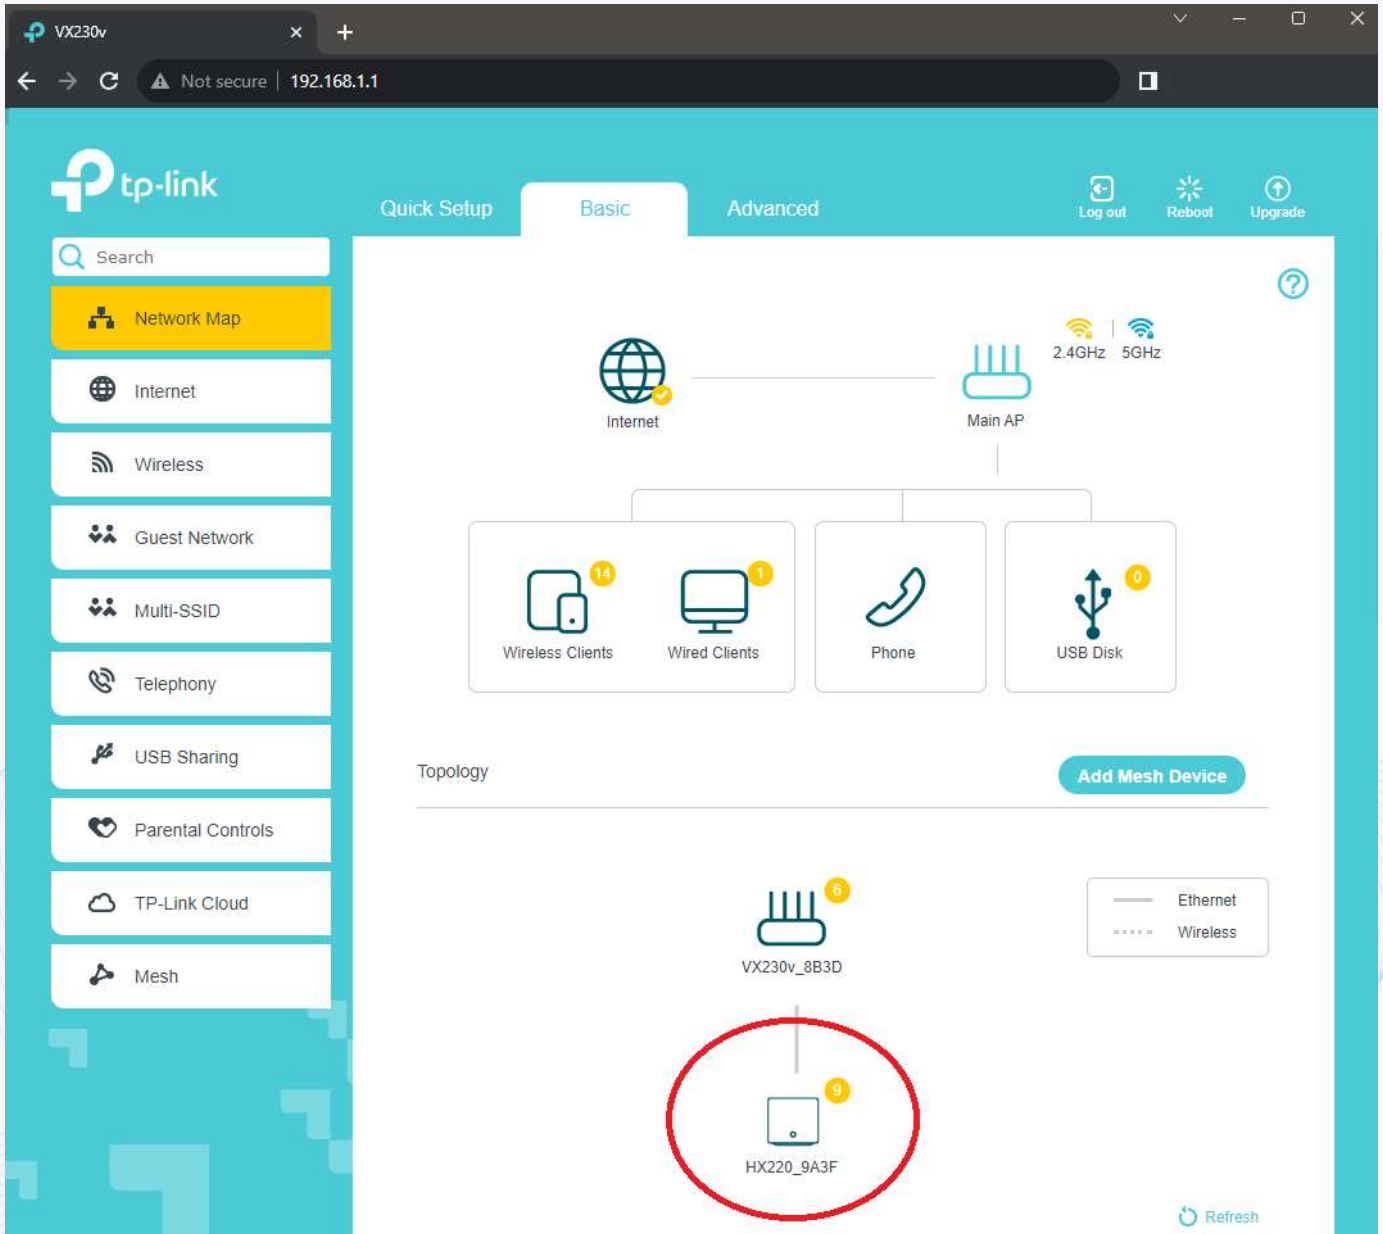 VX230v
Not secure | 192.168.1.1
tp-link
Quick Setup
Basic
Advanced
Log out
Reboot
Upgrade
Search
Network Map
Internet
Wireless
Guest Network
Multi-SSID
Telephony
USB Sharing
Parental Controls
TP-Link Cloud
Mesh
?
2.4GHz
5GHz
Internet
Main AP
14
1
0
Wireless Clients
Wired Clients
Phone
USB Disk
Topology
Add Mesh Device
6
VX230v_8B3D
Ethernet
Wireless
9
HX220_9A3F
Refresh